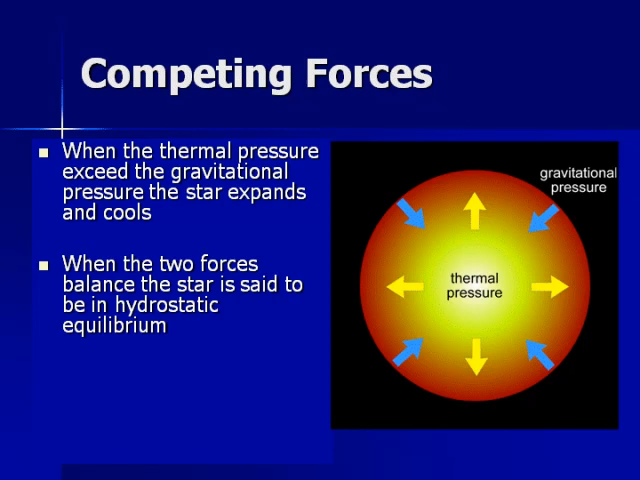 Competing Forces
When the thermal pressure
exceed the gravitational
pressure the star expands
and cools
When the two forces
balance the star is said to
be in hydrostatic
equilibrium
gravitational
pressure
thermal
pressure